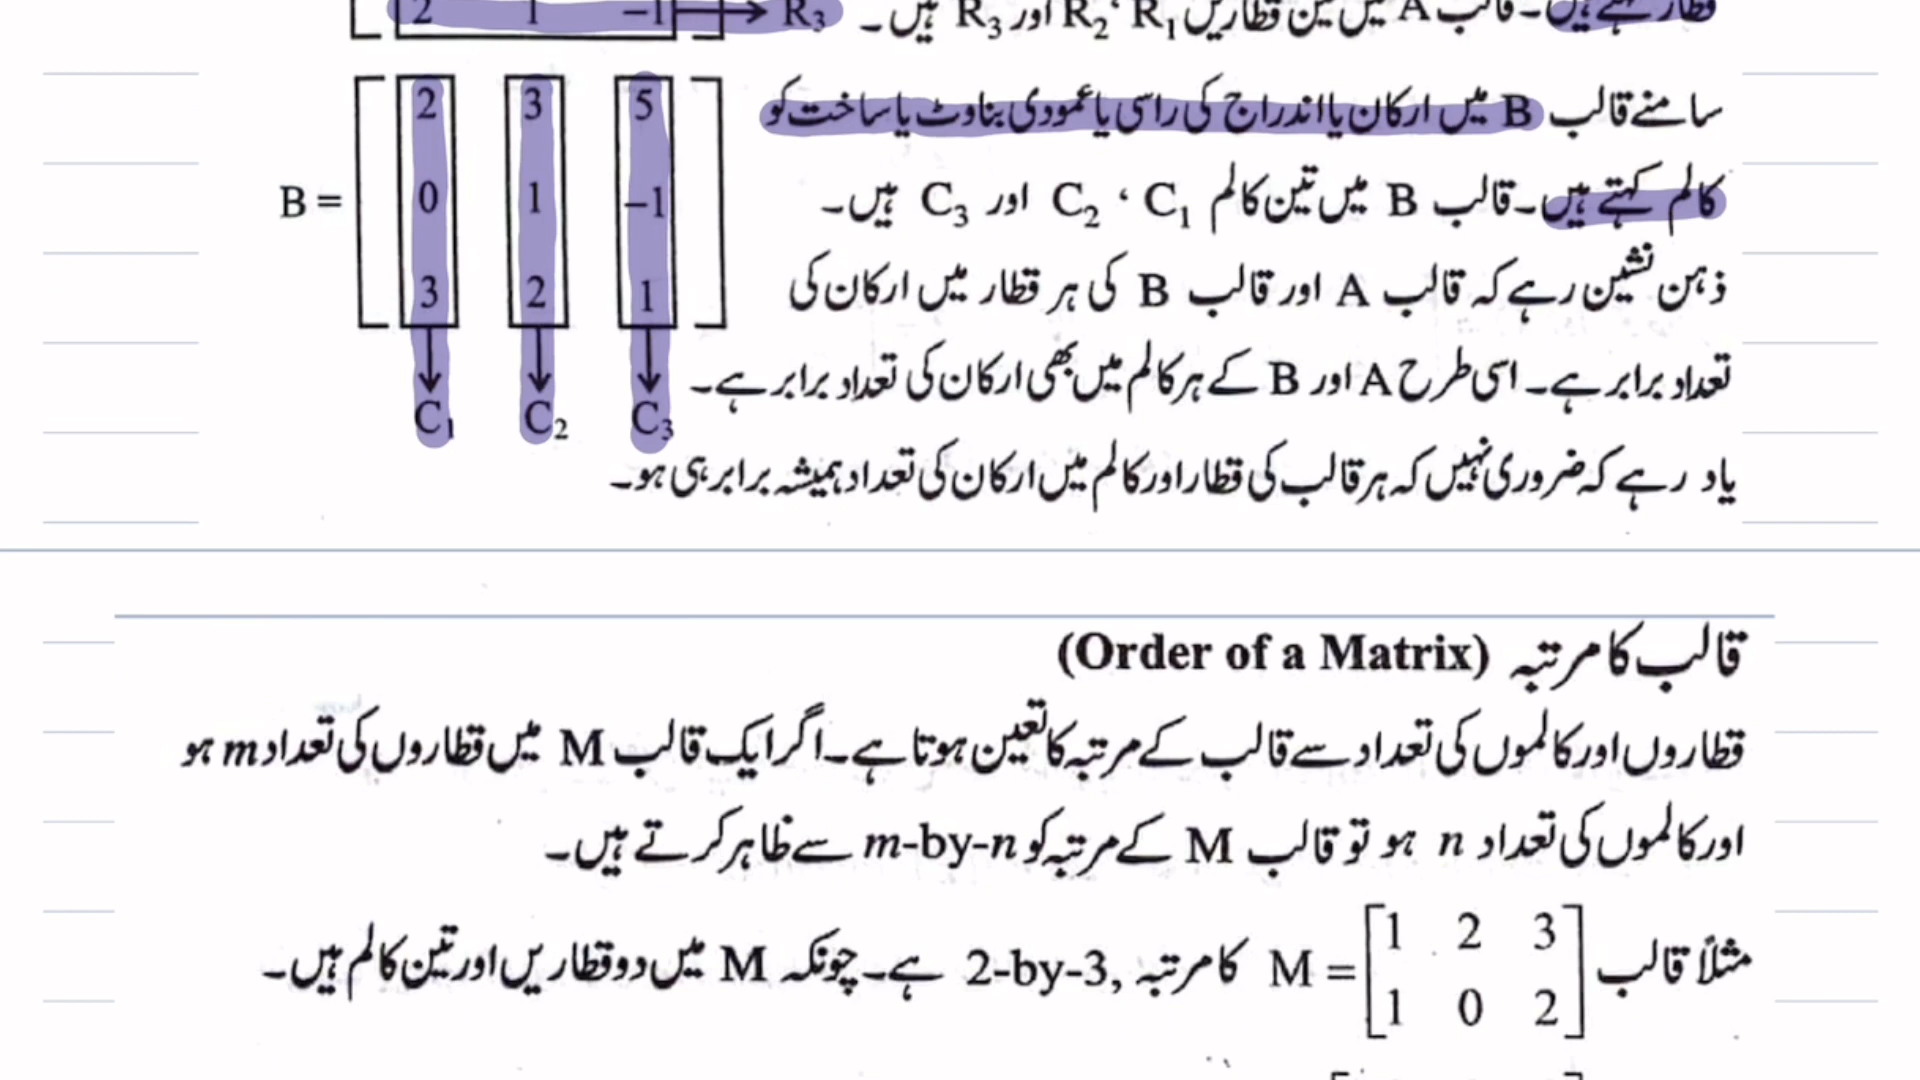 قطار کہتے ہیں۔ قالب A میں تین قطاریں R₁، R₂ اور R₃ ہیں۔
2 1 −1 → R₃
سامنے قالب B میں ارکان یا اندراج کی راسی یا عمودی بناوٹ یا ساخت کو
کالم کہتے ہیں۔ قالب B میں تین کالم C₁، C₂ اور C₃ ہیں۔
ذہن نشین رہے کہ قالب A اور قالب B کی ہر قطار میں ارکان کی
تعداد برابر ہے۔ اسی طرح A اور B کے ہر کالم میں بھی ارکان کی تعداد برابر ہے۔
B =
2 3 5
0 1 −1
3 2 1
C₁ C₂ C₃
یاد رہے کہ ضروری نہیں کہ ہر قالب کی قطار اور کالم میں ارکان کی تعداد ہمیشہ برابر ہی ہو۔
قالب کا مرتبہ (Order of a Matrix)
قطاروں اور کالموں کی تعداد سے قالب کے مرتبہ کا تعین ہوتا ہے۔ اگر ایک قالب M میں قطاروں کی تعداد m ہو
اور کالموں کی تعداد n ہو تو قالب M کے مرتبہ کو m-by-n سے ظاہر کرتے ہیں۔
مثلاً قالب M = [1 2 3
1 0 2] کا مرتبہ 2-by-3, ہے۔ چونکہ M میں دو قطاریں اور تین کالم ہیں۔